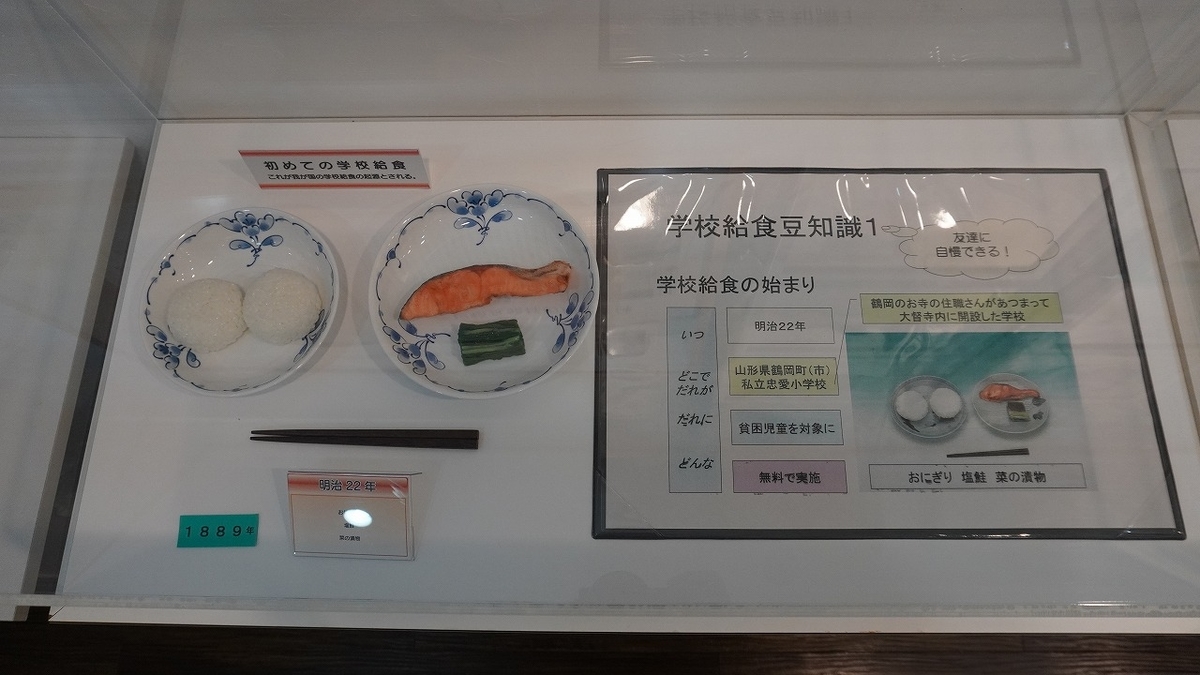 初めての学校給食
これが我が国の学校給食の起源とされる。
明治22年
塩鮭
菜の漬物
1889年
学校給食豆知識1
友達に
自慢できる!
学校給食の始まり
鶴岡のお寺の住職さんがあつまって
大督寺内に開設した学校
いつ
明治22年
どこで
だれが
山形県鶴岡町(市)
私立忠愛小学校
だれに
貧困児童を対象に
どんな
無料で実施
おにぎり 塩鮭 菜の漬物